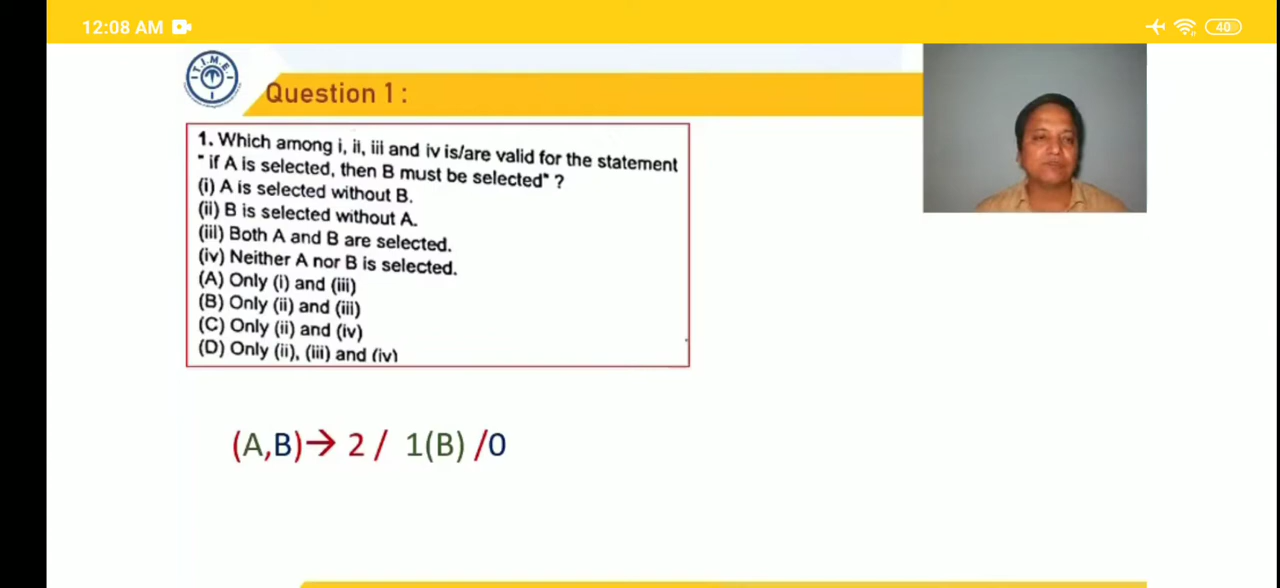 12:08 AM
40
T.I.M.E.
Question 1 :
1. Which among i, ii, iii and iv is/are valid for the statement
" if A is selected, then B must be selected" ?
(i) A is selected without B.
(ii) B is selected without A.
(iii) Both A and B are selected.
(iv) Neither A nor B is selected.
(A) Only (i) and (iii)
(B) Only (ii) and (iii)
(C) Only (ii) and (iv)
(D) Only (ii), (iii) and (iv)
(A,B)→ 2 / 1(B) /0